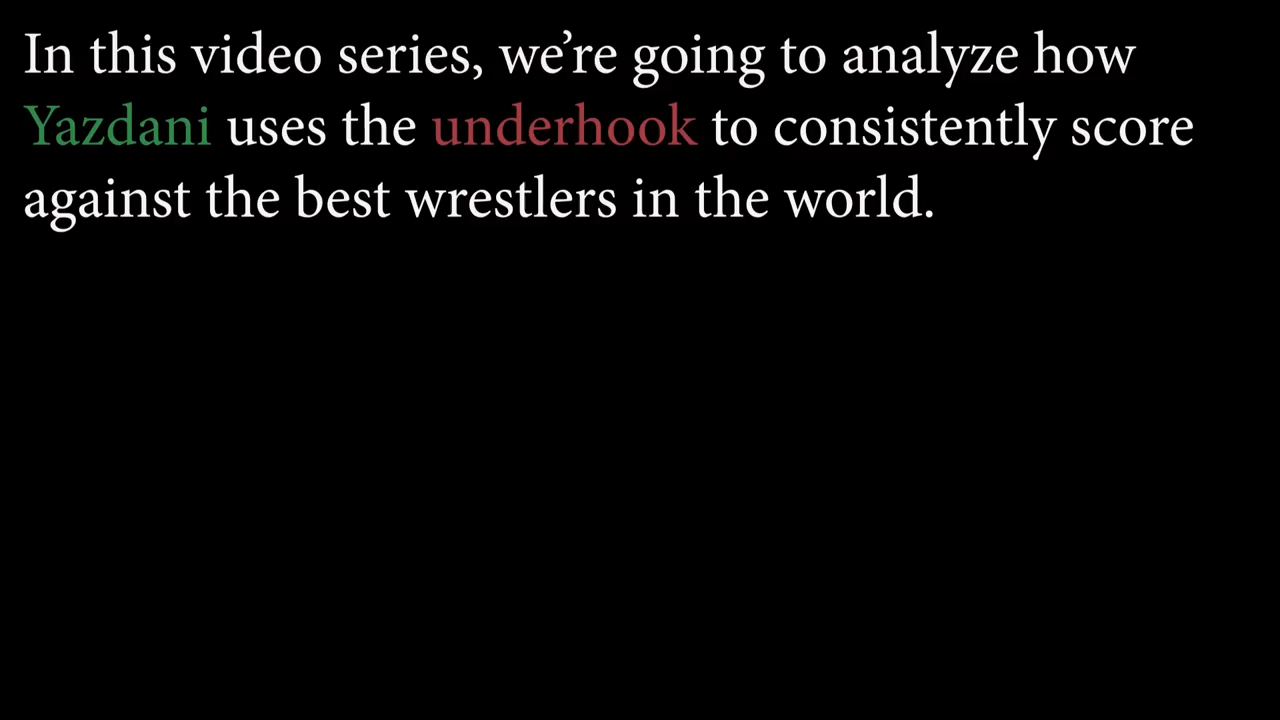 In this video series, we’re going to analyze how
Yazdani uses the underhook to consistently score
against the best wrestlers in the world.